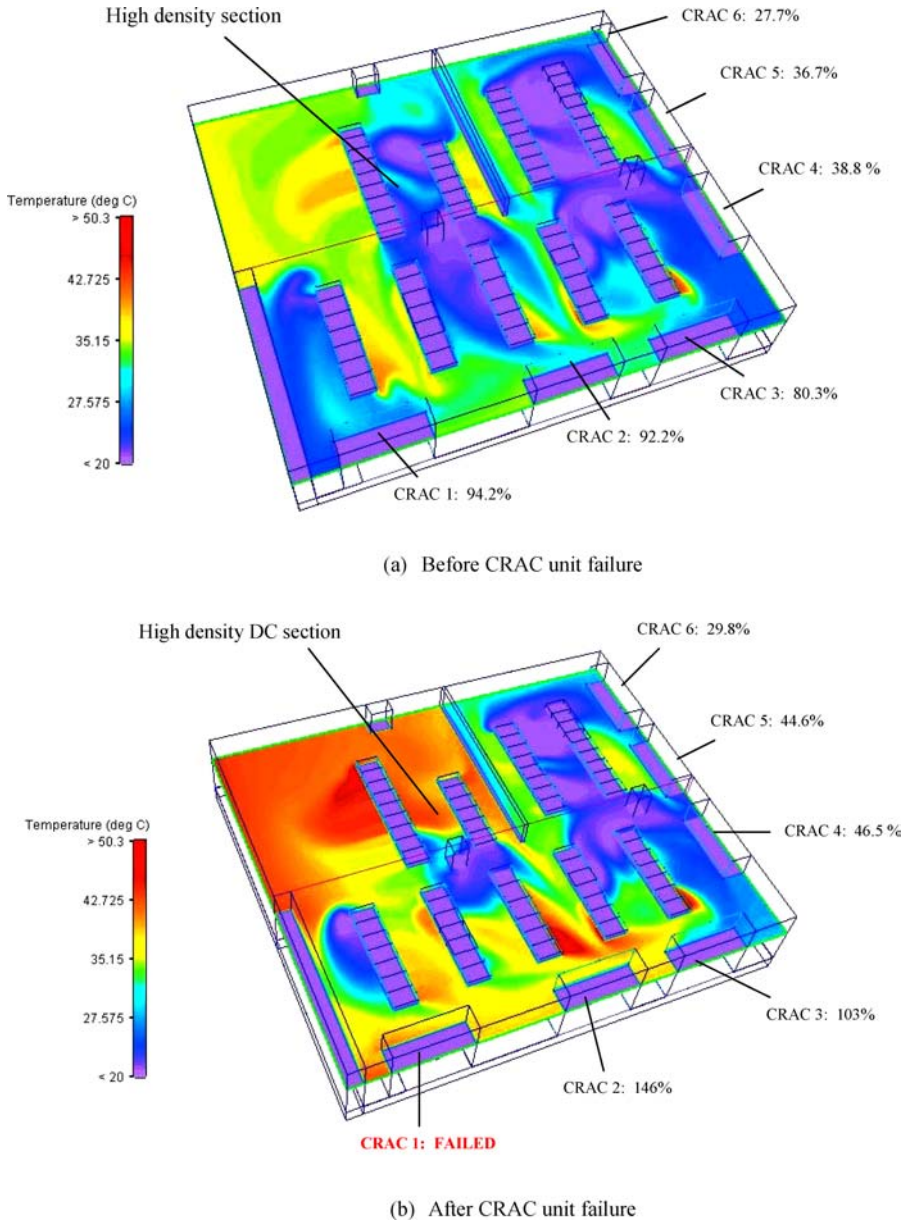 High density section
CRAC 6: 27.7%
CRAC 5: 36.7%
CRAC 4: 38.8 %
Temperature (deg C)
> 50.3
42.725
35.15
27.575
< 20
CRAC 3: 80.3%
CRAC 2: 92.2%
CRAC 1: 94.2%
(a) Before CRAC unit failure
High density DC section
CRAC 6: 29.8%
CRAC 5: 44.6%
CRAC 4: 46.5 %
Temperature (deg C)
> 50.3
42.725
35.15
27.575
< 20
CRAC 3: 103%
CRAC 2: 146%
CRAC 1: FAILED
(b) After CRAC unit failure